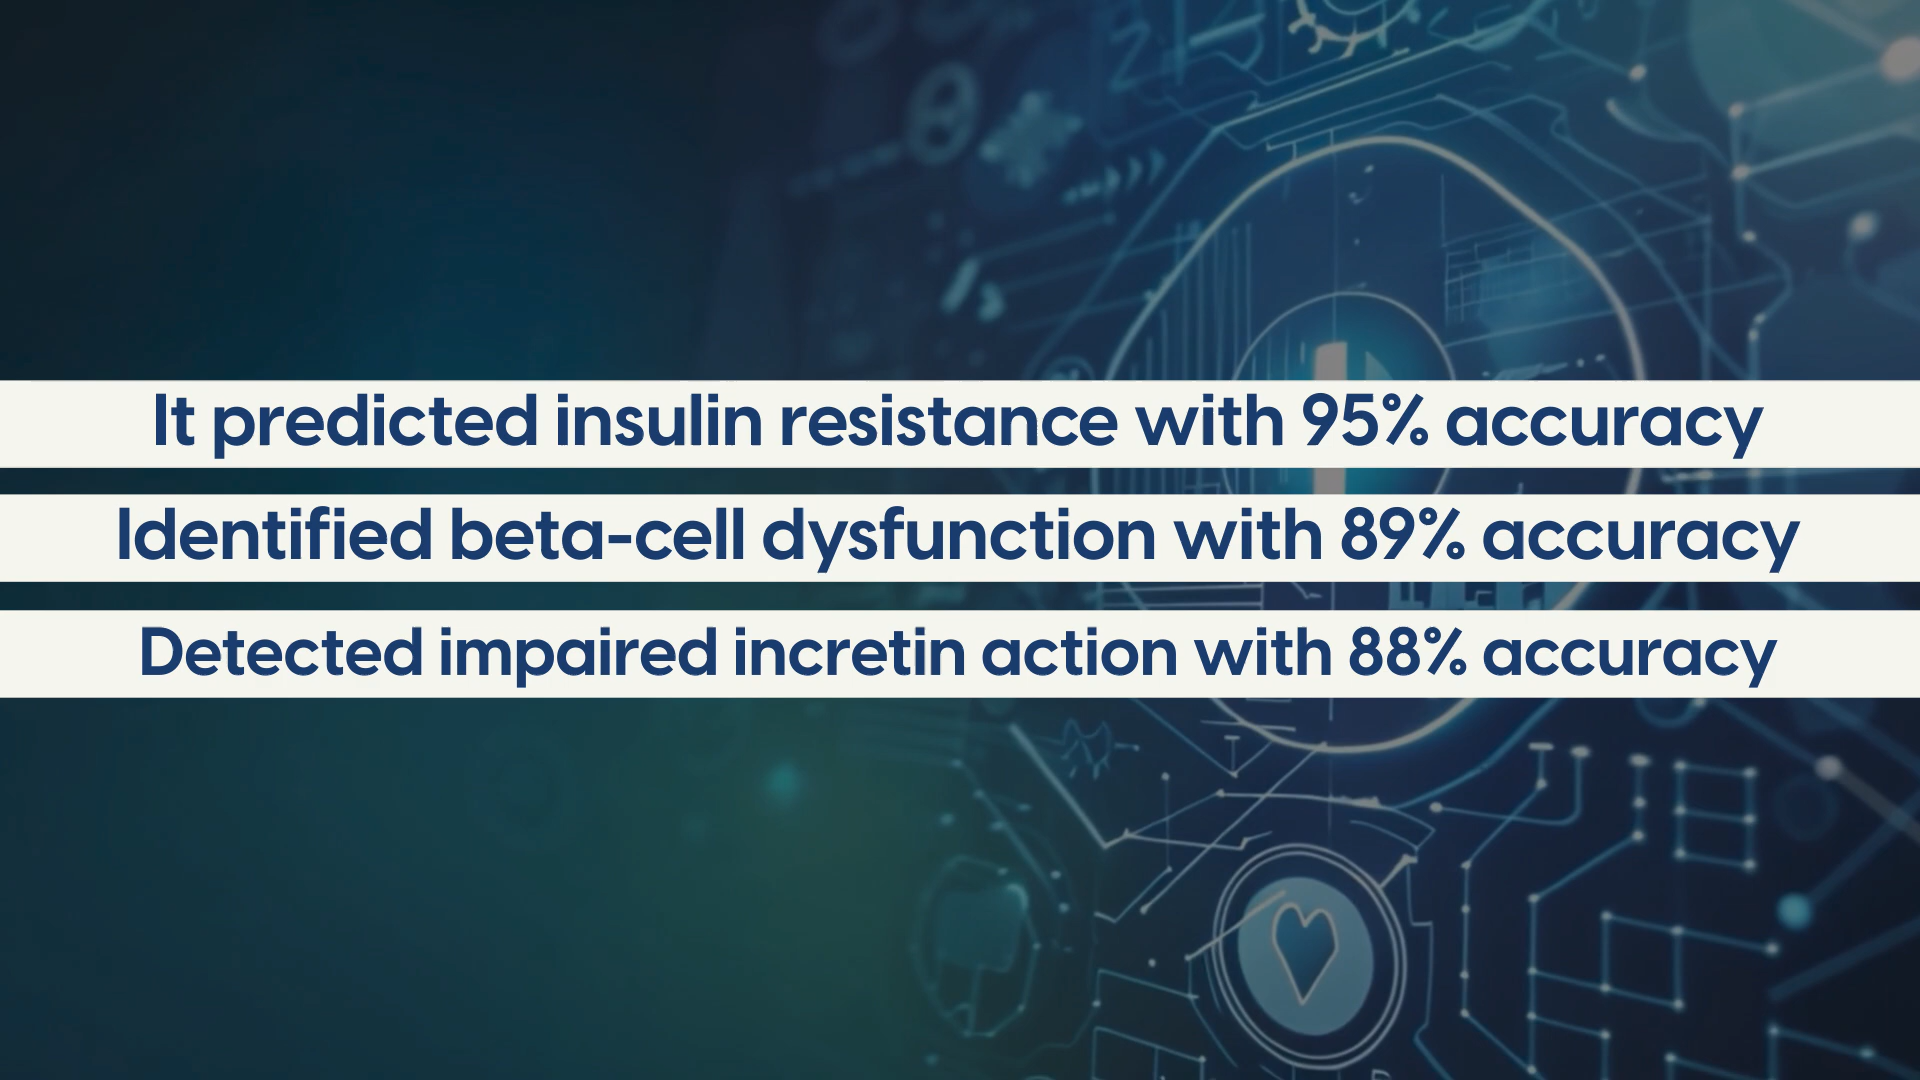 It predicted insulin resistance with 95% accuracy
Identified beta-cell dysfunction with 89% accuracy
Detected impaired incretin action with 88% accuracy